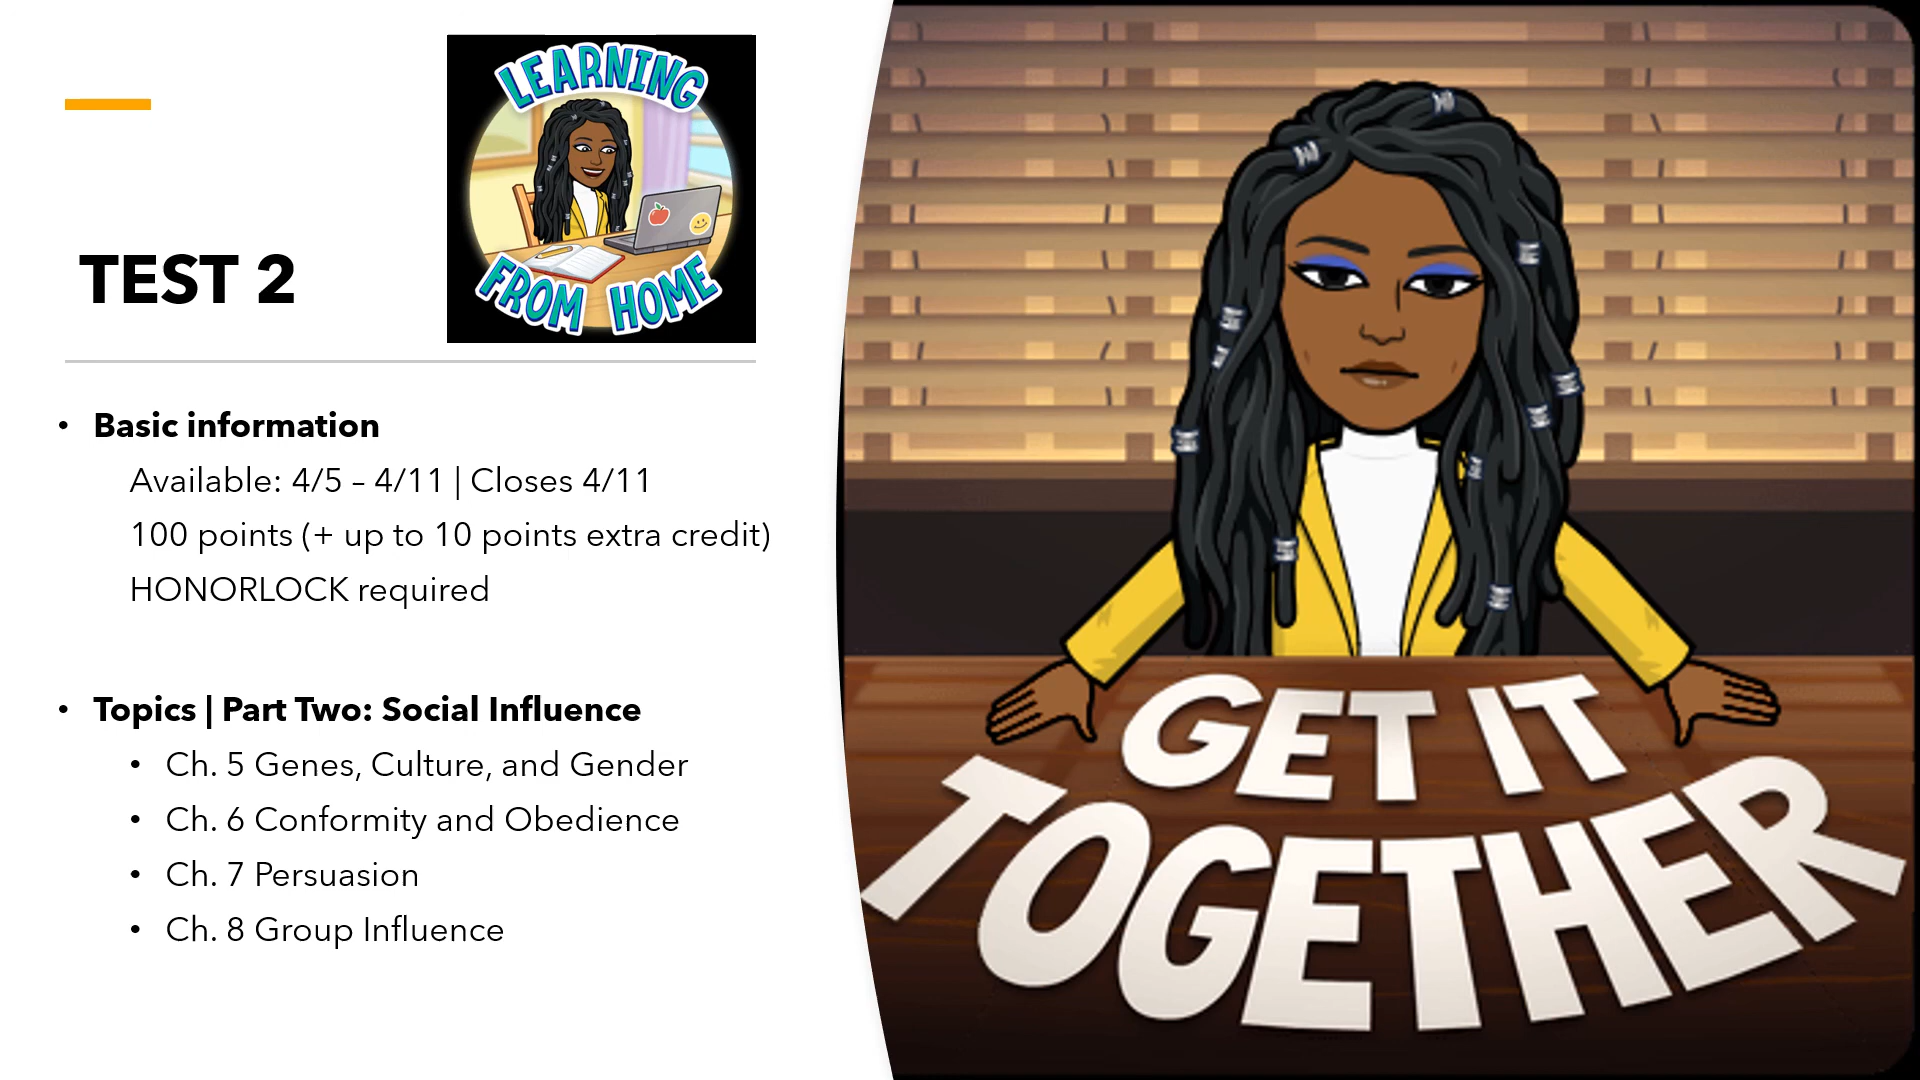 LEARNING
FROM HOME
TEST 2
• Basic information
Available: 4/5 – 4/11 | Closes 4/11
100 points (+ up to 10 points extra credit)
HONORLOCK required
• Topics | Part Two: Social Influence
• Ch. 5 Genes, Culture, and Gender
• Ch. 6 Conformity and Obedience
• Ch. 7 Persuasion
• Ch. 8 Group Influence
GET IT
TOGETHER